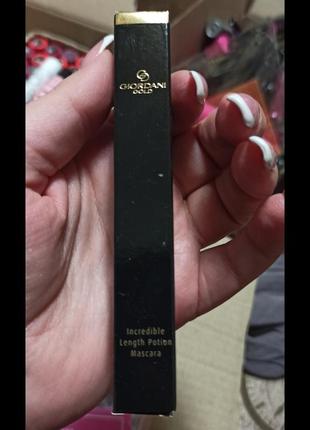 GIORDANI
GOLD
Incredible
Length Potion
Mascara